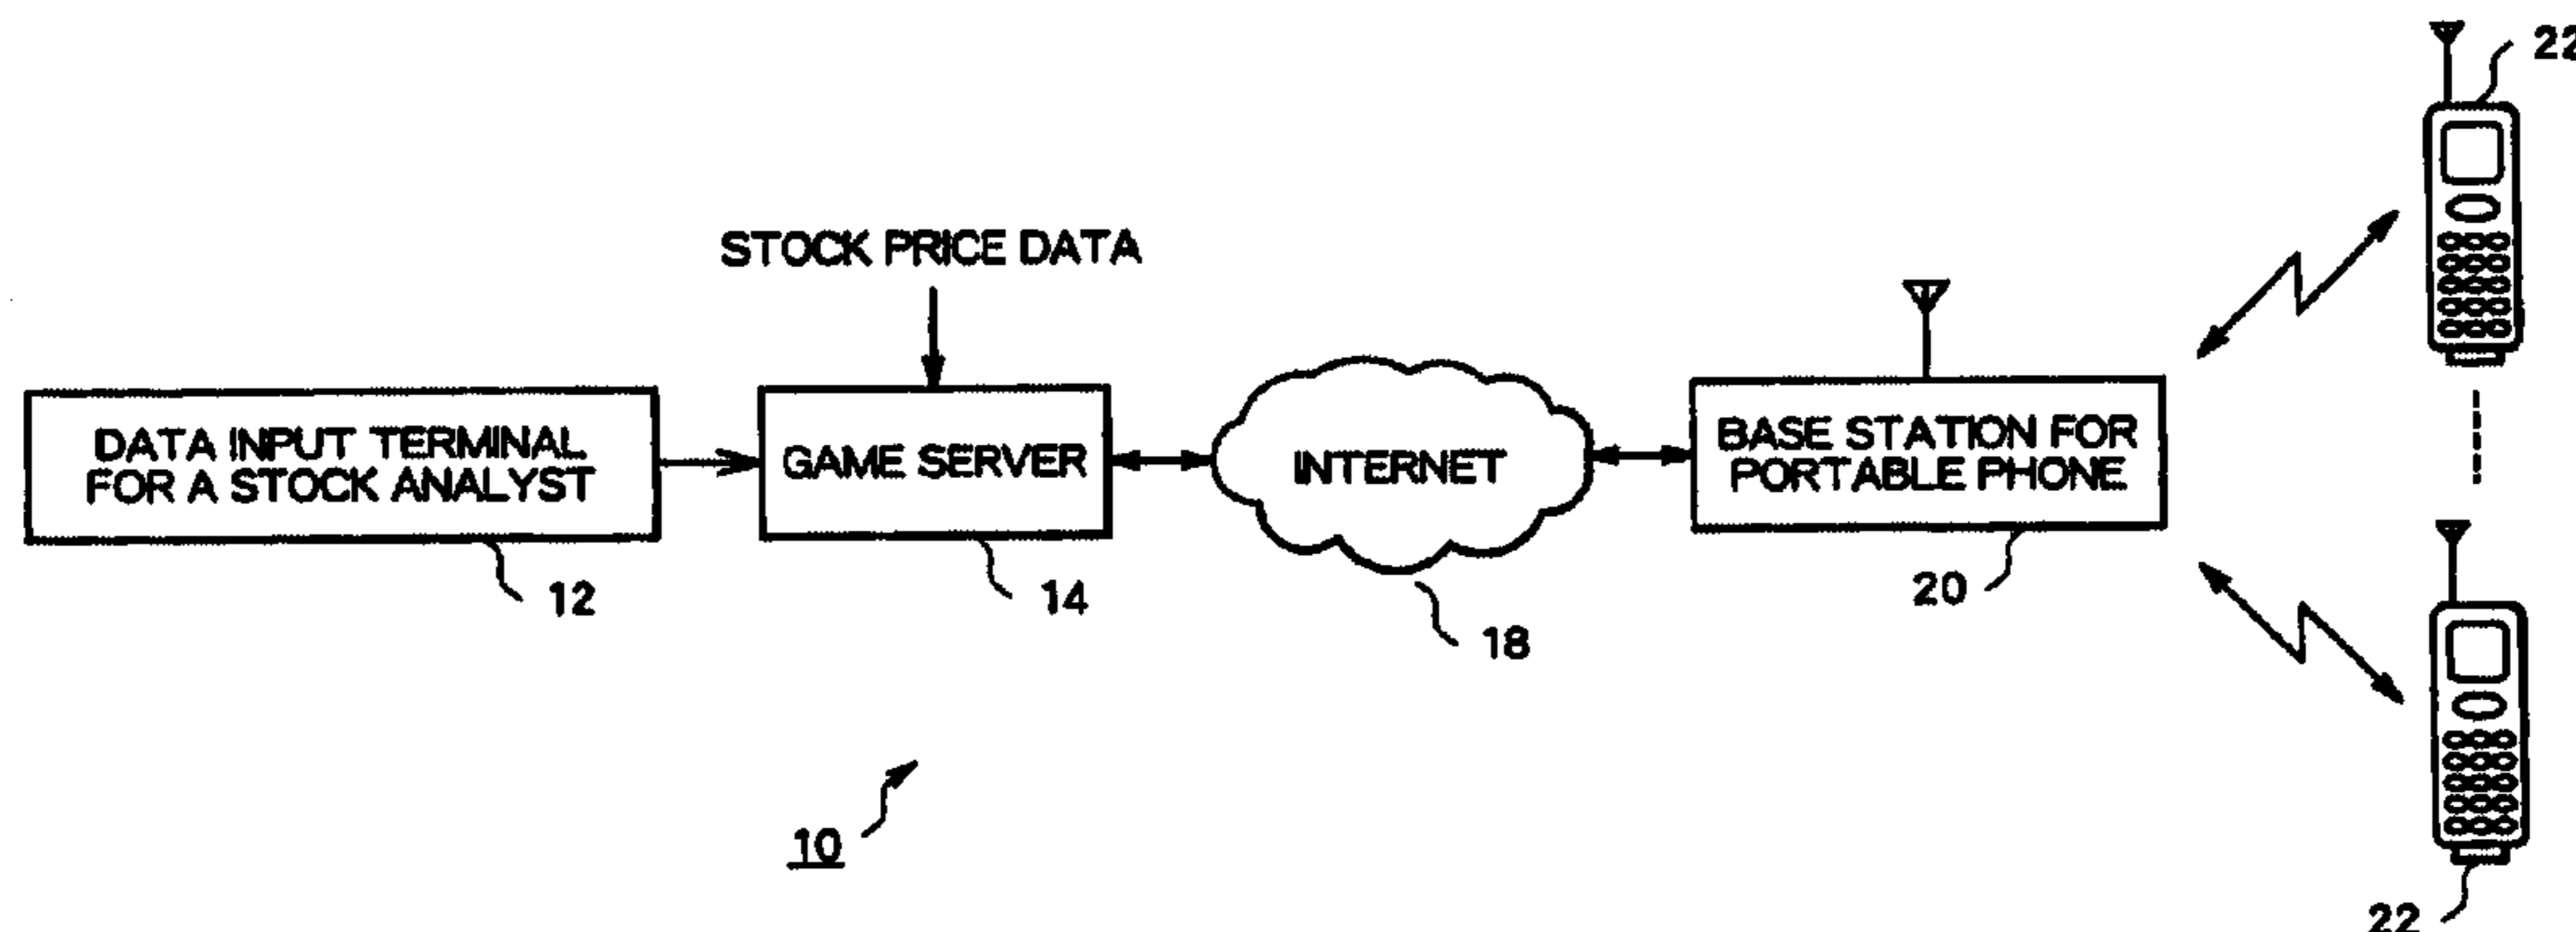 22
STOCK PRICE DATA
DATA INPUT TERMINAL
FOR A STOCK ANALYST
GAME SERVER
INTERNET
BASE STATION FOR
PORTABLE PHONE
12
14
18
20
10
22